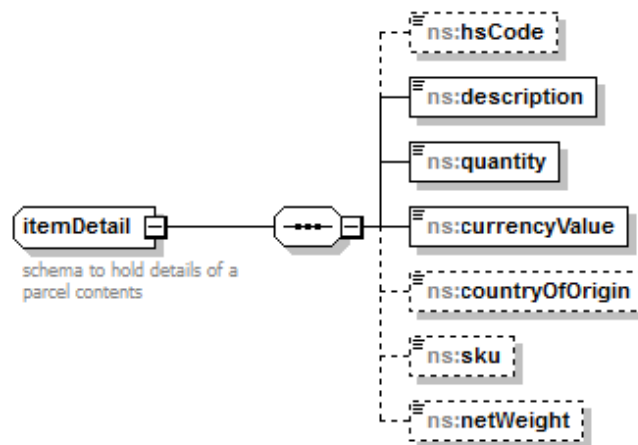 ns:hsCode
ns:description
ns:quantity
itemDetail
ns:currencyValue
schema to hold details of a
parcel contents
ns:countryOfOrigin
ns:sku
ns:netWeight